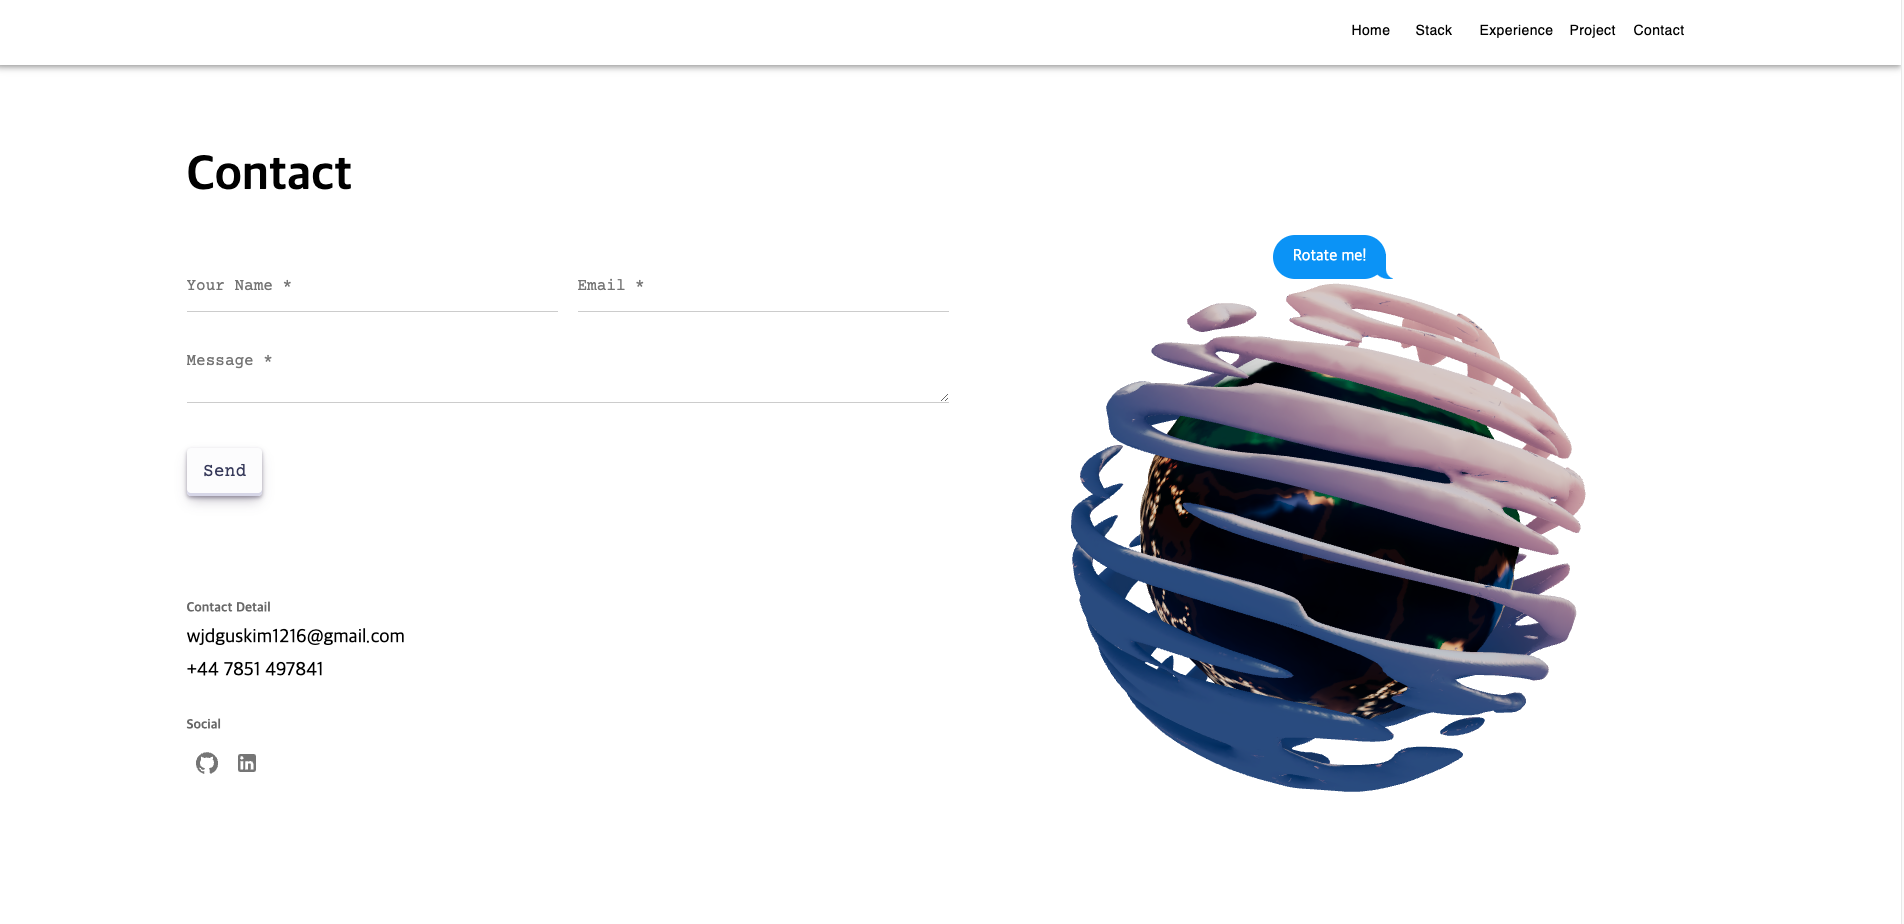 Home Stack Experience Project Contact
Contact
Rotate me!
Your Name * Email *
Message *
Send
Contact Detail
wjdguskim1216@gmail.com
+44 7851 497841
Social
in